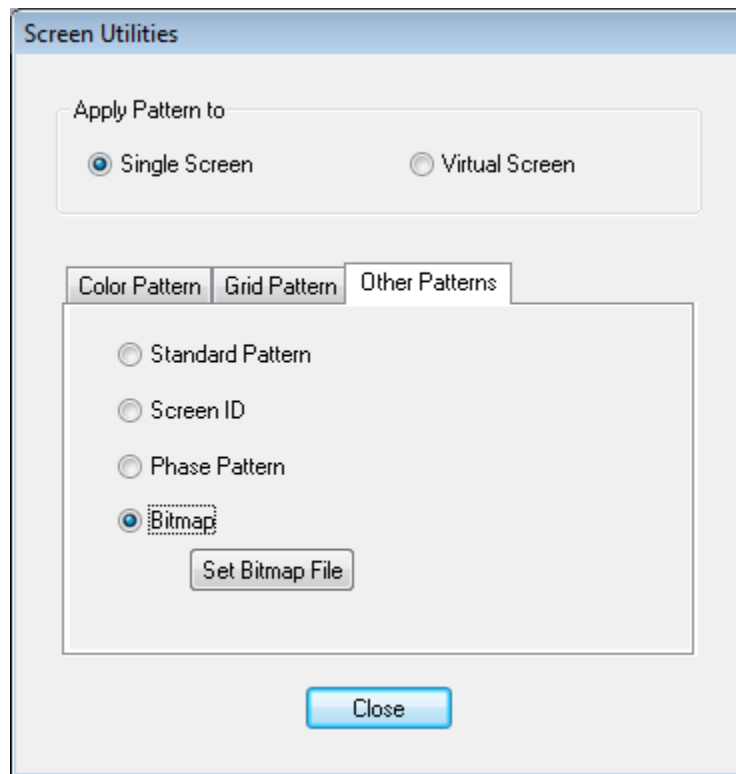 Screen Utilities
Apply Pattern to
Single Screen
Virtual Screen
Color Pattern
Grid Pattern
Other Patterns
Standard Pattern
Screen ID
Phase Pattern
Bitmap
Set Bitmap File
Close